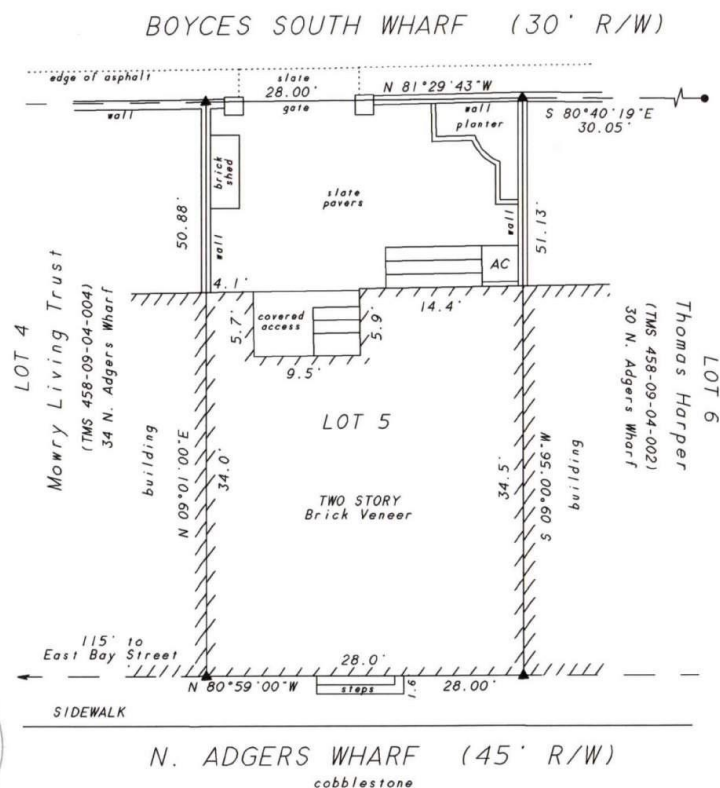 BOYCES SOUTH WHARF (30' R/W)
edge of asphalt
slate
28.00'
gate
N 81°29'43"W
wall
wall
planter
S 80°40'19"E
30.05'
brick
shed
slate
pavers
50.88'
wall
wall
51.13'
AC
4.1'
covered
access
5.7'
5.9'
14.4'
9.5'
LOT 4
Mowry Living Trust
(TMS 458-09-04-004)
34 N. Adgers Wharf
LOT 6
Thomas Harper
(TMS 458-09-04-002)
30 N. Adgers Wharf
LOT 5
building
N 09°01'00"E
34.0'
TWO STORY
Brick Veneer
34.5'
S 09°00'56"W
building
115' to
East Bay Street
28.0'
N 80°59'00"W
steps
1.6'
28.00'
SIDEWALK
N. ADGERS WHARF (45' R/W)
cobblestone